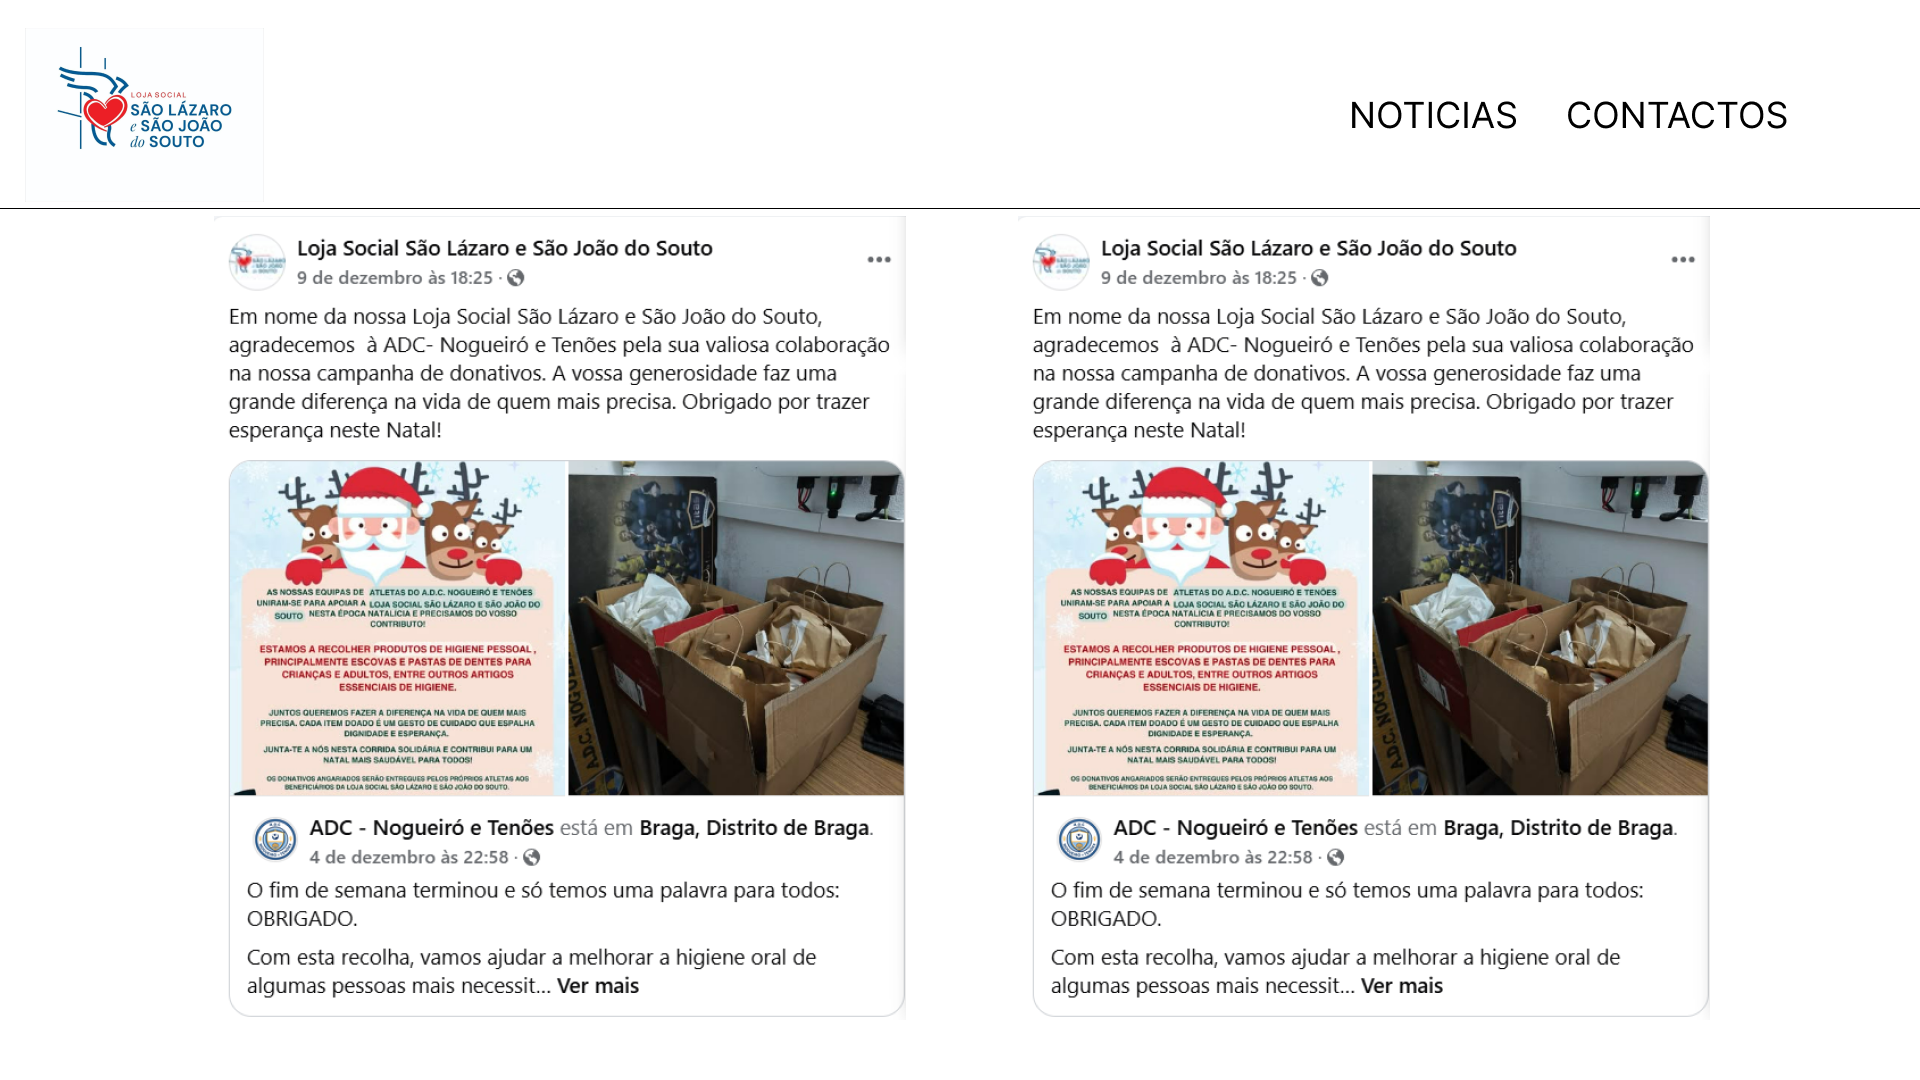 LOJA SOCIAL
SÃO LÁZARO
e SÃO JOÃO
do SOUTO
NOTICIAS CONTACTOS
Loja Social São Lázaro e São João do Souto
9 de dezembro às 18:25 ·
Em nome da nossa Loja Social São Lázaro e São João do Souto,
agradecemos à ADC- Nogueiró e Tenões pela sua valiosa colaboração
na nossa campanha de donativos. A vossa generosidade faz uma
grande diferença na vida de quem mais precisa. Obrigado por trazer
esperança neste Natal!
AS NOSSAS EQUIPAS DE ATLETAS DO A.D.C. NOGUEIRÓ E TENÕES
UNIRAM-SE PARA APOIAR A LOJA SOCIAL SÃO LÁZARO E SÃO JOÃO DO
SOUTO NESTA ÉPOCA NATALÍCIA E PRECISAMOS DO VOSSO
CONTRIBUTO!
ESTAMOS A RECOLHER PRODUTOS DE HIGIENE PESSOAL,
PRINCIPALMENTE ESCOVAS E PASTAS DE DENTES PARA
CRIANÇAS E ADULTOS, ENTRE OUTROS ARTIGOS
ESSENCIAIS DE HIGIENE.
JUNTOS QUEREMOS FAZER A DIFERENÇA NA VIDA DE QUEM MAIS
PRECISA. CADA ITEM DOADO É UM GESTO DE CUIDADO QUE ESPALHA
DIGNIDADE E ESPERANÇA.
JUNTA-TE A NÓS NESTA CORRIDA SOLIDÁRIA E CONTRIBUI PARA UM
NATAL MAIS SAUDÁVEL PARA TODOS!
OS DONATIVOS ANGARIADOS SERÃO ENTREGUES PELOS PRÓPRIOS ATLETAS AOS
BENEFICIÁRIOS DA LOJA SOCIAL SÃO LÁZARO E SÃO JOÃO DO SOUTO.
ADC - Nogueiró e Tenões está em Braga, Distrito de Braga.
4 de dezembro às 22:58 ·
O fim de semana terminou e só temos uma palavra para todos:
OBRIGADO.
Com esta recolha, vamos ajudar a melhorar a higiene oral de
algumas pessoas mais necessit... Ver mais
Loja Social São Lázaro e São João do Souto
9 de dezembro às 18:25 ·
Em nome da nossa Loja Social São Lázaro e São João do Souto,
agradecemos à ADC- Nogueiró e Tenões pela sua valiosa colaboração
na nossa campanha de donativos. A vossa generosidade faz uma
grande diferença na vida de quem mais precisa. Obrigado por trazer
esperança neste Natal!
AS NOSSAS EQUIPAS DE ATLETAS DO A.D.C. NOGUEIRÓ E TENÕES
UNIRAM-SE PARA APOIAR A LOJA SOCIAL SÃO LÁZARO E SÃO JOÃO DO
SOUTO NESTA ÉPOCA NATALÍCIA E PRECISAMOS DO VOSSO
CONTRIBUTO!
ESTAMOS A RECOLHER PRODUTOS DE HIGIENE PESSOAL,
PRINCIPALMENTE ESCOVAS E PASTAS DE DENTES PARA
CRIANÇAS E ADULTOS, ENTRE OUTROS ARTIGOS
ESSENCIAIS DE HIGIENE.
JUNTOS QUEREMOS FAZER A DIFERENÇA NA VIDA DE QUEM MAIS
PRECISA. CADA ITEM DOADO É UM GESTO DE CUIDADO QUE ESPALHA
DIGNIDADE E ESPERANÇA.
JUNTA-TE A NÓS NESTA CORRIDA SOLIDÁRIA E CONTRIBUI PARA UM
NATAL MAIS SAUDÁVEL PARA TODOS!
OS DONATIVOS ANGARIADOS SERÃO ENTREGUES PELOS PRÓPRIOS ATLETAS AOS
BENEFICIÁRIOS DA LOJA SOCIAL SÃO LÁZARO E SÃO JOÃO DO SOUTO.
ADC - Nogueiró e Tenões está em Braga, Distrito de Braga.
4 de dezembro às 22:58 ·
O fim de semana terminou e só temos uma palavra para todos:
OBRIGADO.
Com esta recolha, vamos ajudar a melhorar a higiene oral de
algumas pessoas mais necessit... Ver mais